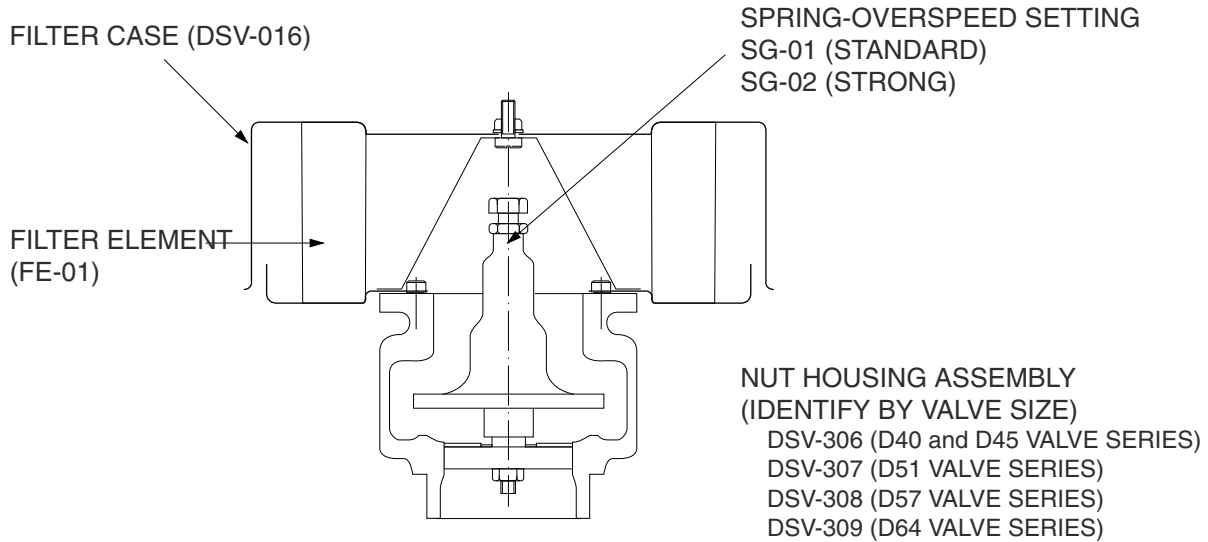 FILTER CASE (DSV-016)
SPRING-OVERSPEED SETTING
SG-01 (STANDARD)
SG-02 (STRONG)
FILTER ELEMENT
(FE-01)
NUT HOUSING ASSEMBLY
(IDENTIFY BY VALVE SIZE)
DSV-306 (D40 and D45 VALVE SERIES)
DSV-307 (D51 VALVE SERIES)
DSV-308 (D57 VALVE SERIES)
DSV-309 (D64 VALVE SERIES)